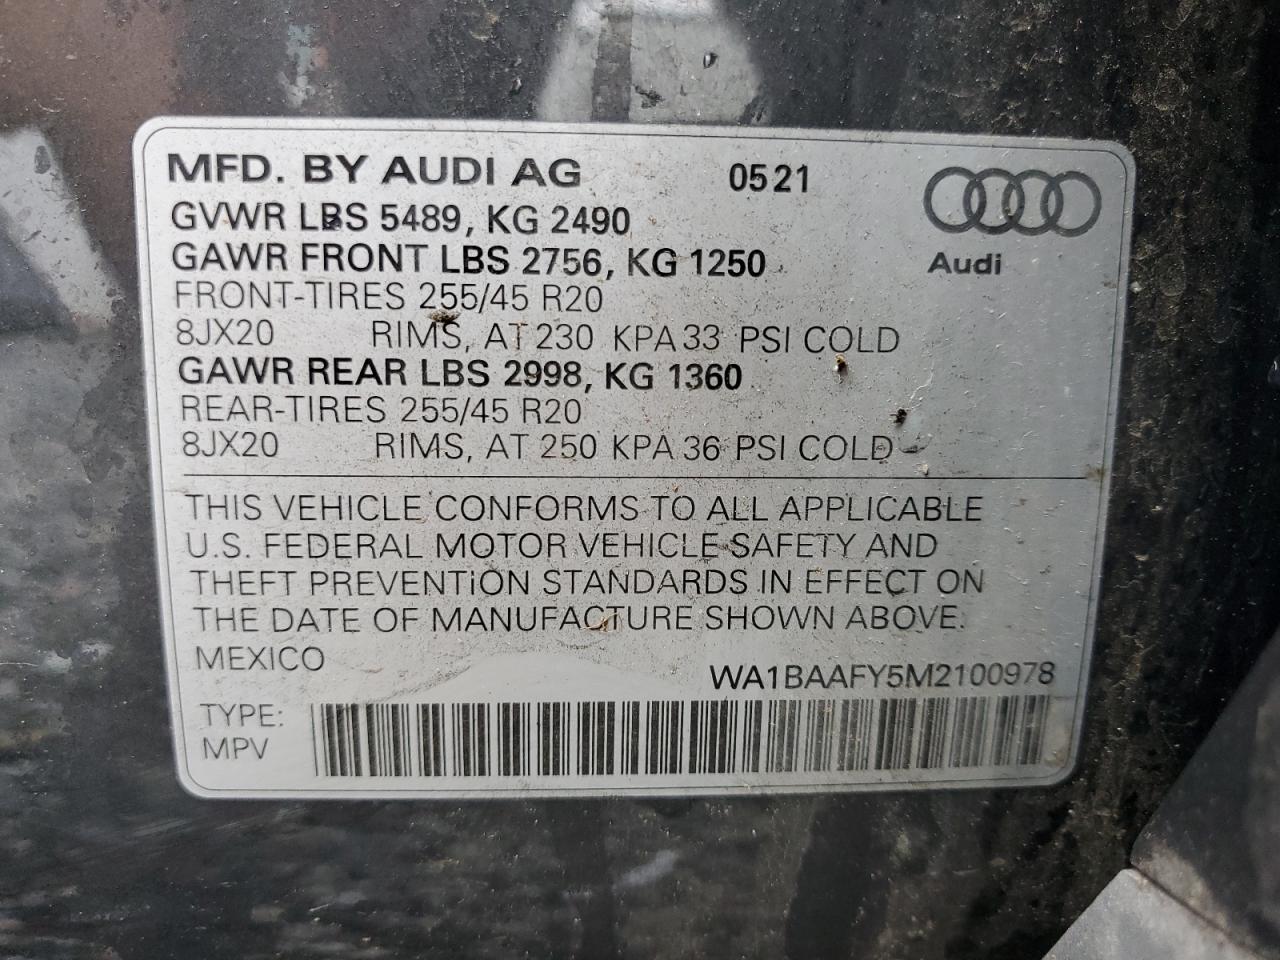 MFD. BY AUDI AG 0521
GVWR LBS 5489, KG 2490
GAWR FRONT LBS 2756, KG 1250
FRONT-TIRES 255/45 R20
8JX20 RIMS, AT 230 KPA 33 PSI COLD
GAWR REAR LBS 2998, KG 1360
REAR-TIRES 255/45 R20
8JX20 RIMS, AT 250 KPA 36 PSI COLD
Audi
THIS VEHICLE CONFORMS TO ALL APPLICABLE
U.S. FEDERAL MOTOR VEHICLE SAFETY AND
THEFT PREVENTiON STANDARDS IN EFFECT ON
THE DATE OF MANUFACTURE SHOWN ABOVE.
MEXICO WA1BAAFY5M2100978
TYPE:
MPV